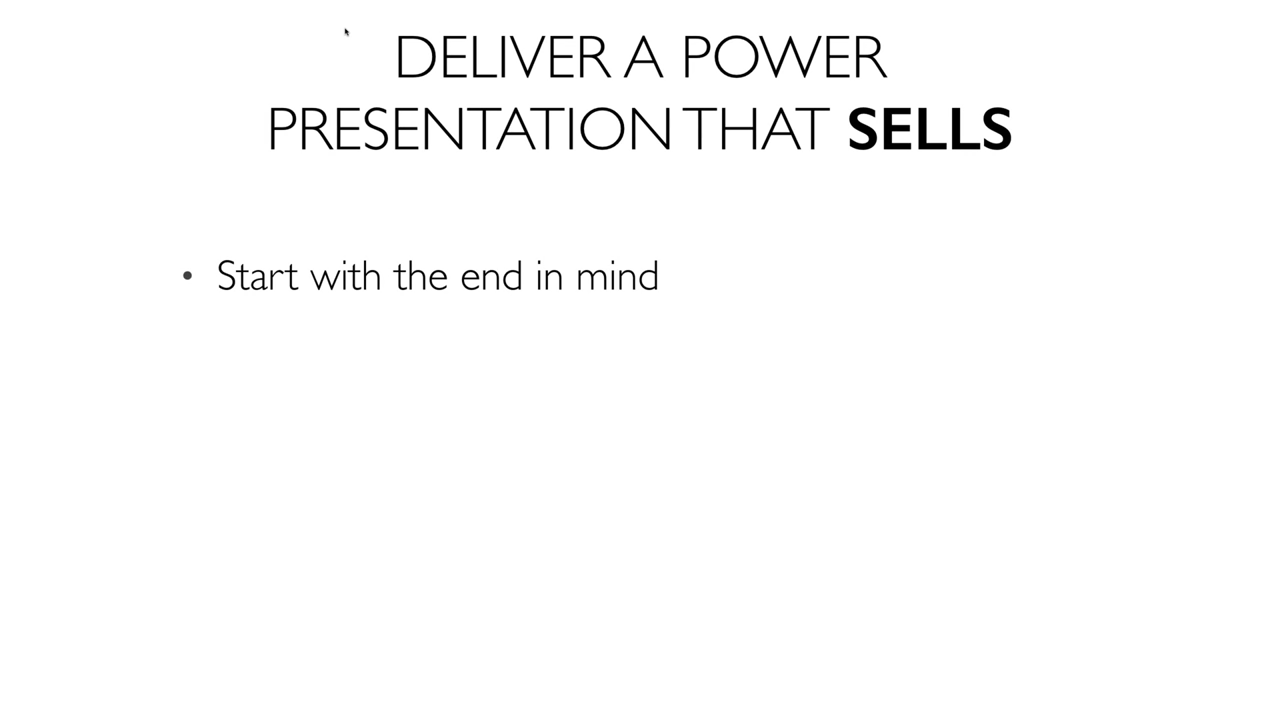 DELIVER A POWER
PRESENTATION THAT SELLS
• Start with the end in mind